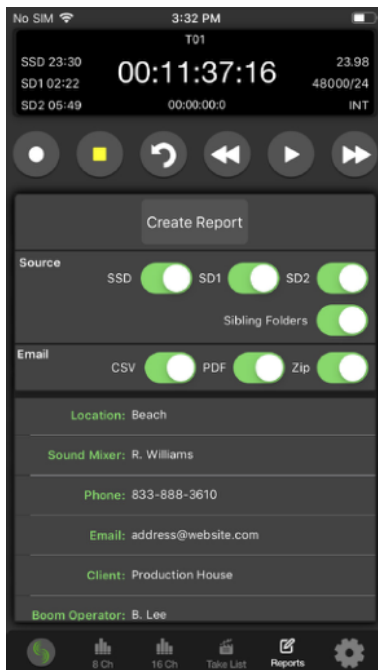 No SIM 3:32 PM
T01
SSD 23:30
SD1 02:22
SD2 05:49
00:11:37:16
00:00:00:0
23.98
48000/24
INT
Create Report
Source
SSD SD1 SD2
Sibling Folders
Email
CSV PDF Zip
Location: Beach
Sound Mixer: R. Williams
Phone: 833-888-3610
Email: address@website.com
Client: Production House
Boom Operator: B. Lee
8 Ch 16 Ch Take List Reports